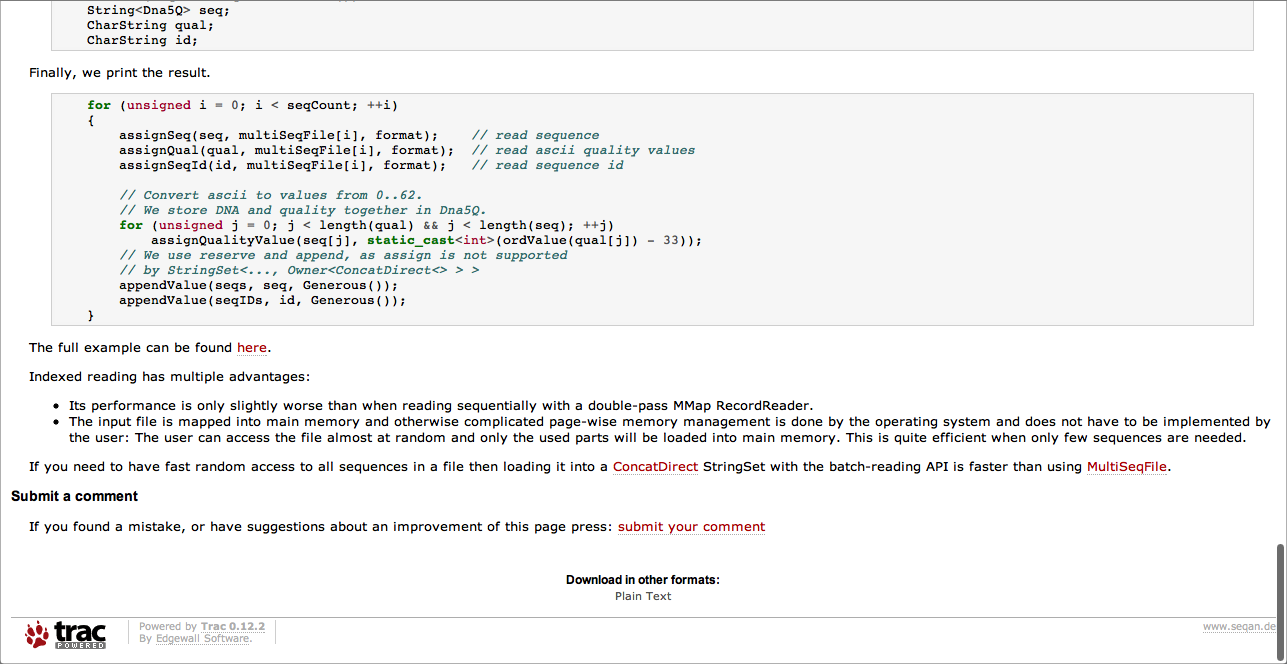 String<Dna5Q> seq;
CharString qual;
CharString id;
Finally, we print the result.
for (unsigned i = 0; i < seqCount; ++i)
{
assignSeq(seq, multiSeqFile[i], format);    // read sequence
assignQual(qual, multiSeqFile[i], format);  // read ascii quality values
assignSeqId(id, multiSeqFile[i], format);   // read sequence id
// Convert ascii to values from 0..62.
// We store DNA and quality together in Dna5Q.
for (unsigned j = 0; j < length(qual) && j < length(seq); ++j)
assignQualityValue(seq[j], static_cast<int>(ordValue(qual[j]) - 33));
// We use reserve and append, as assign is not supported
// by StringSet<..., Owner<ConcatDirect<> > >
appendValue(seqs, seq, Generous());
appendValue(seqIDs, id, Generous());
}
The full example can be found here.
Indexed reading has multiple advantages:
• Its performance is only slightly worse than when reading sequentially with a double-pass MMap RecordReader.
• The input file is mapped into main memory and otherwise complicated page-wise memory management is done by the operating system and does not have to be implemented by
the user: The user can access the file almost at random and only the used parts will be loaded into main memory. This is quite efficient when only few sequences are needed.
If you need to have fast random access to all sequences in a file then loading it into a ConcatDirect StringSet with the batch-reading API is faster than using MultiSeqFile.
Submit a comment
If you found a mistake, or have suggestions about an improvement of this page press: submit your comment
Download in other formats:
Plain Text
trac
POWERED
Powered by Trac 0.12.2
By Edgewall Software.
www.seqan.de